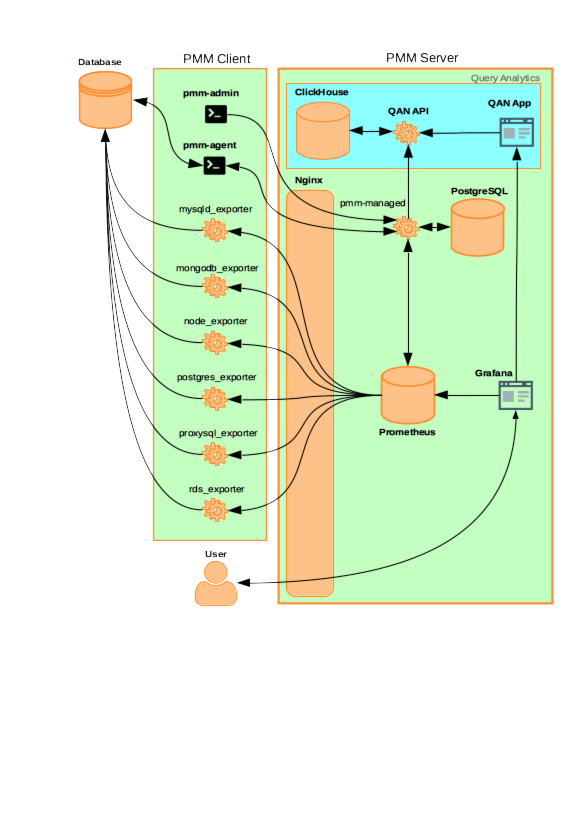 Database
PMM Client
PMM Server
Query Analytics
ClickHouse
QAN API
QAN App
pmm-admin
pmm-agent
Nginx
PostgreSQL
pmm-managed
mysqld_exporter
mongodb_exporter
node_exporter
postgres_exporter
Grafana
Prometheus
proxysql_exporter
rds_exporter
User